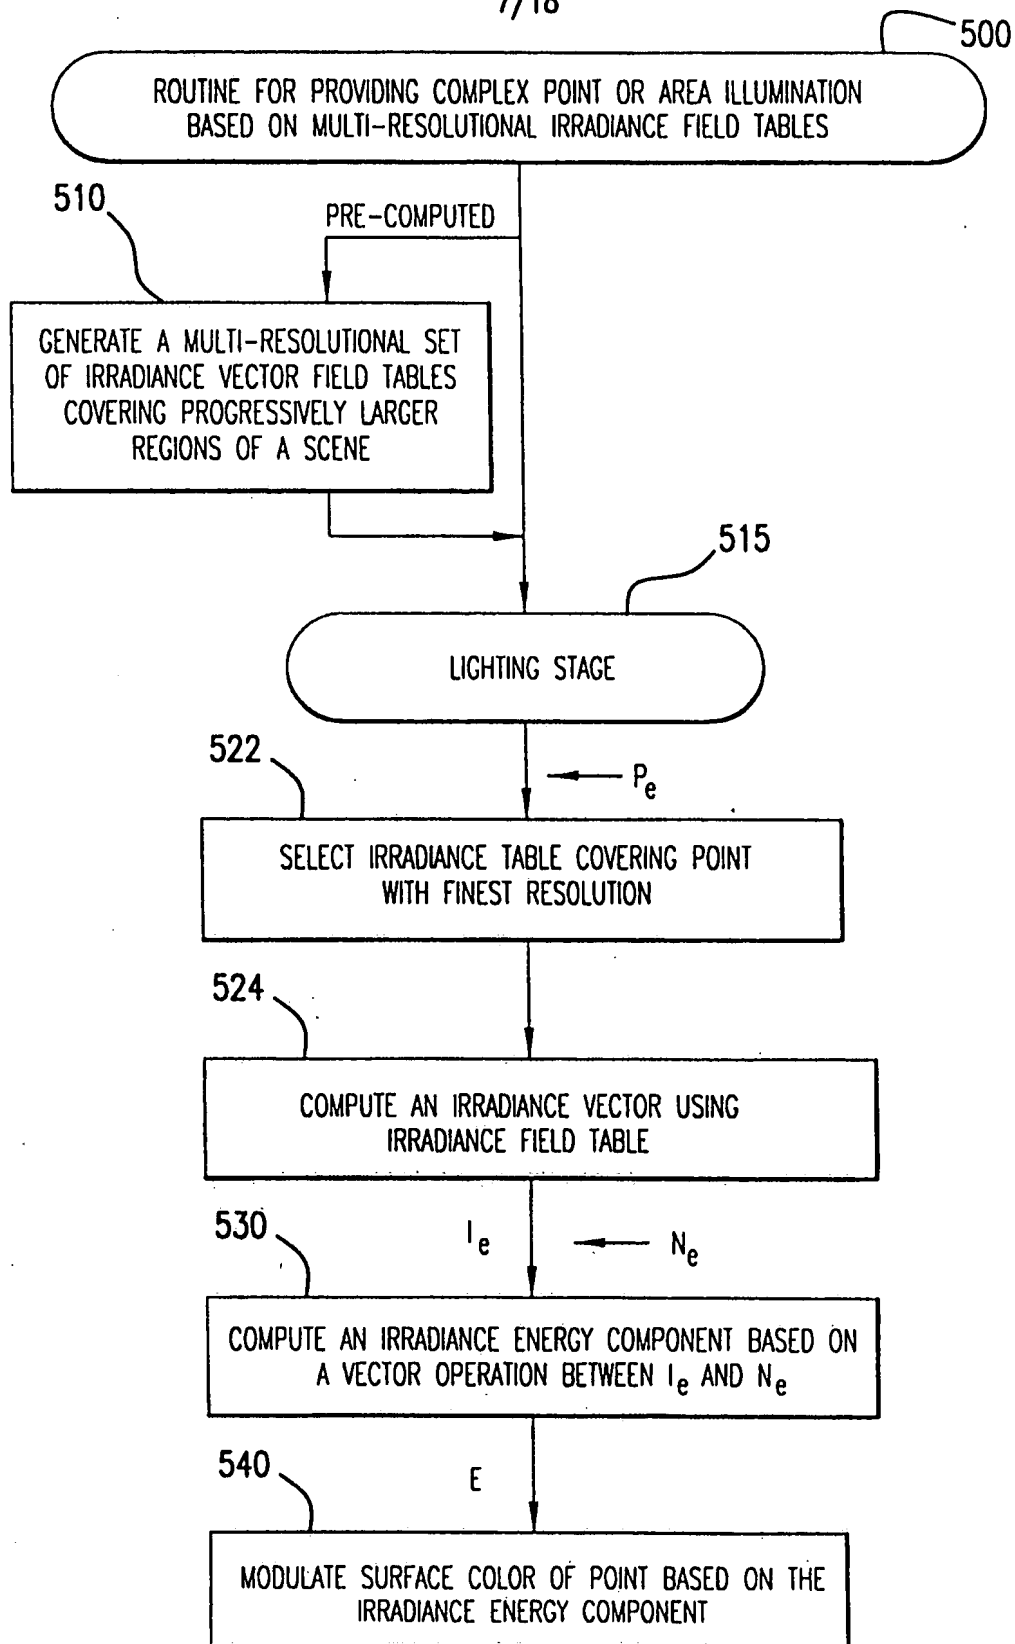 7/18
500
ROUTINE FOR PROVIDING COMPLEX POINT OR AREA ILLUMINATION
BASED ON MULTI-RESOLUTIONAL IRRADIANCE FIELD TABLES
510
PRE-COMPUTED
GENERATE A MULTI-RESOLUTIONAL SET
OF IRRADIANCE VECTOR FIELD TABLES
COVERING PROGRESSIVELY LARGER
REGIONS OF A SCENE
515
LIGHTING STAGE
522
Pe
SELECT IRRADIANCE TABLE COVERING POINT
WITH FINEST RESOLUTION
524
COMPUTE AN IRRADIANCE VECTOR USING
IRRADIANCE FIELD TABLE
530
Ie
Ne
COMPUTE AN IRRADIANCE ENERGY COMPONENT BASED ON
A VECTOR OPERATION BETWEEN Ie AND Ne
540
E
MODULATE SURFACE COLOR OF POINT BASED ON THE
IRRADIANCE ENERGY COMPONENT